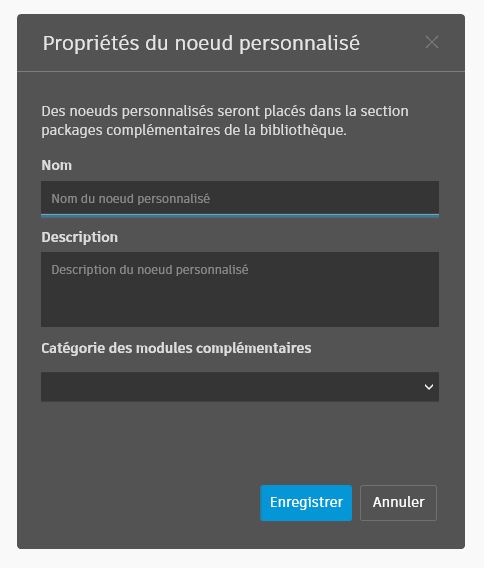 Propriétés du noeud personnalisé
Des noeuds personnalisés seront placés dans la section
packages complémentaires de la bibliothèque.
Nom
Nom du noeud personnalisé
Description
Description du noeud personnalisé
Catégorie des modules complémentaires
Enregistrer
Annuler